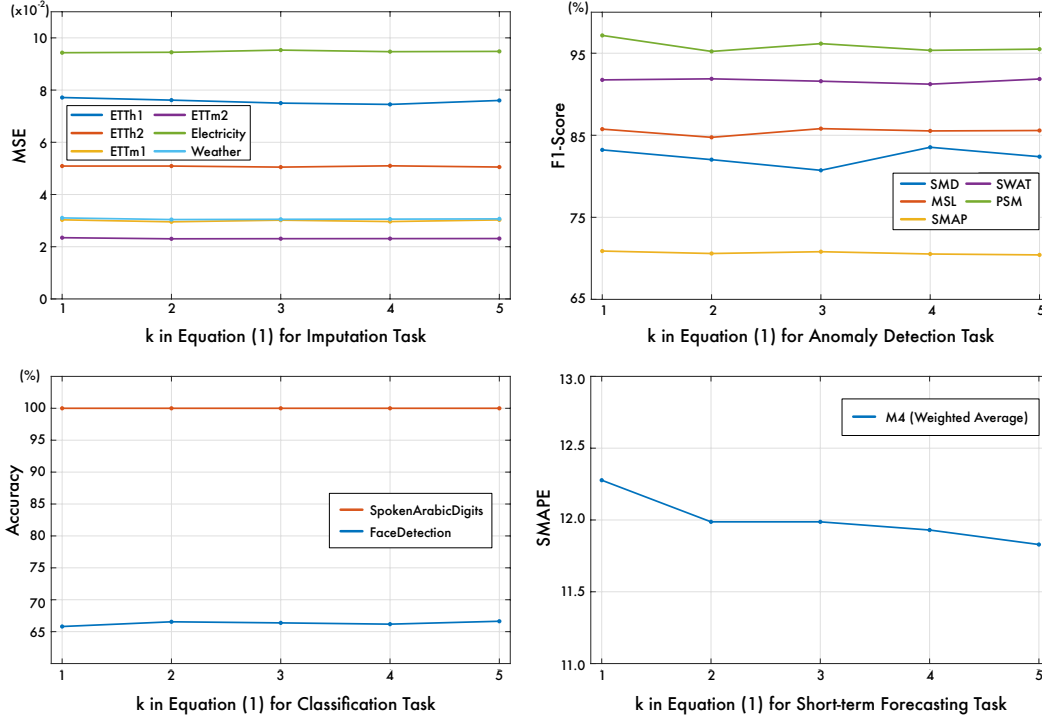 (x10⁻²)
10
8
6
4
2
0
MSE
ETTh1 ETTm2
ETTh2 Electricity
ETTm1 Weather
1 2 3 4 5
k in Equation (1) for Imputation Task
(%)
95
85
75
65
F1-Score
SMD SWAT
MSL PSM
SMAP
1 2 3 4 5
k in Equation (1) for Anomaly Detection Task
(%)
100
95
90
85
80
75
70
65
Accuracy
SpokenArabicDigits
FaceDetection
1 2 3 4 5
k in Equation (1) for Classification Task
13.0
12.5
12.0
11.5
11.0
SMAPE
M4 (Weighted Average)
1 2 3 4 5
k in Equation (1) for Short-term Forecasting Task